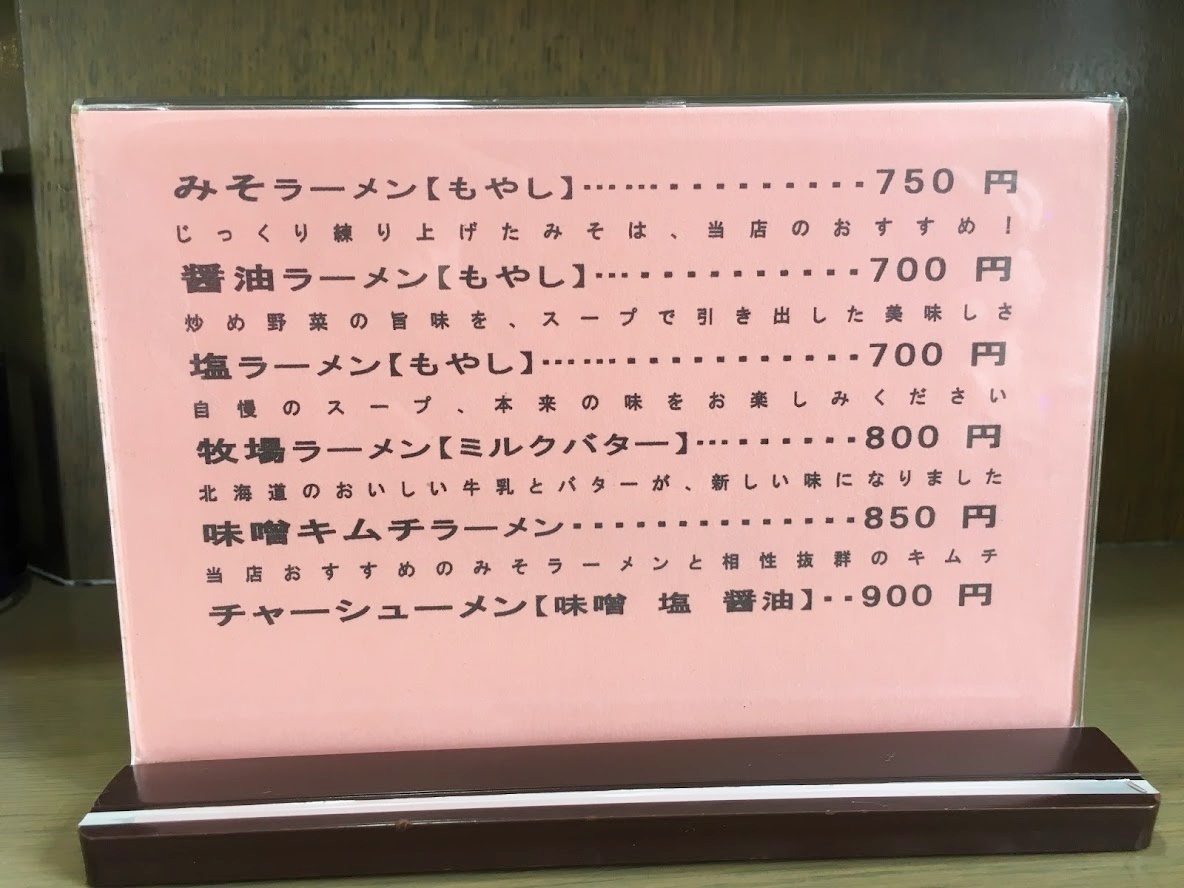 みそラーメン【もやし】･･････････････750 円
じっくり練り上げたみそは、当店のおすすめ！
醤油ラーメン【もやし】･･････････････700 円
炒め野菜の旨味を、スープで引き出した美味しさ
塩ラーメン【もやし】････････････････700 円
自慢のスープ、本来の味をお楽しみください
牧場ラーメン【ミルクバター】･････････800 円
北海道のおいしい牛乳とバターが、新しい味になりました
味噌キムチラーメン･･･････････････850 円
当店おすすめのみそラーメンと相性抜群のキムチ
チャーシューメン【味噌　塩　醤油】･･900 円